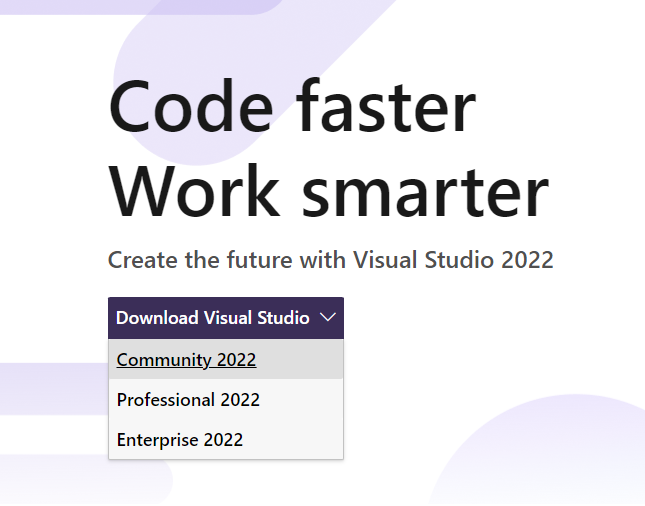 Code faster
Work smarter
Create the future with Visual Studio 2022
Download Visual Studio
Community 2022
Professional 2022
Enterprise 2022